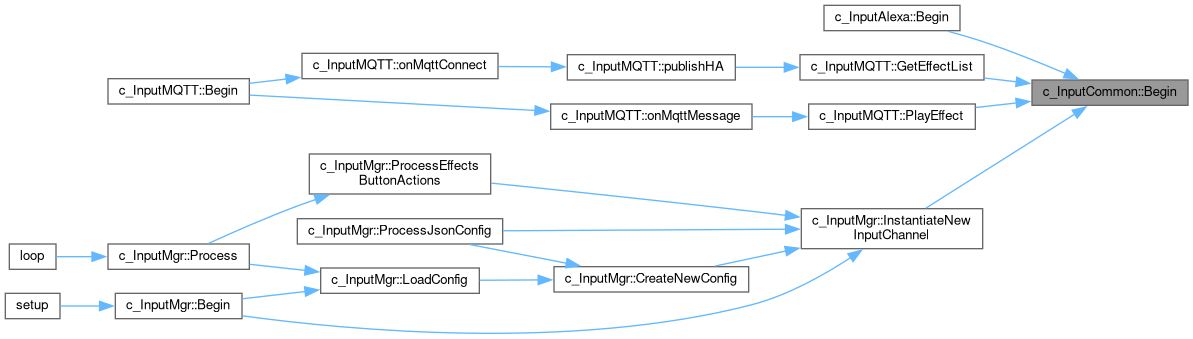 c_InputAlexa::Begin
c_InputMQTT::onMqttConnect
c_InputMQTT::publishHA
c_InputMQTT::GetEffectList
c_InputMQTT::Begin
c_InputCommon::Begin
c_InputMQTT::onMqttMessage
c_InputMQTT::PlayEffect
c_InputMgr::ProcessEffects
ButtonActions
c_InputMgr::InstantiateNew
InputChannel
c_InputMgr::ProcessJsonConfig
loop
c_InputMgr::Process
c_InputMgr::LoadConfig
c_InputMgr::CreateNewConfig
setup
c_InputMgr::Begin